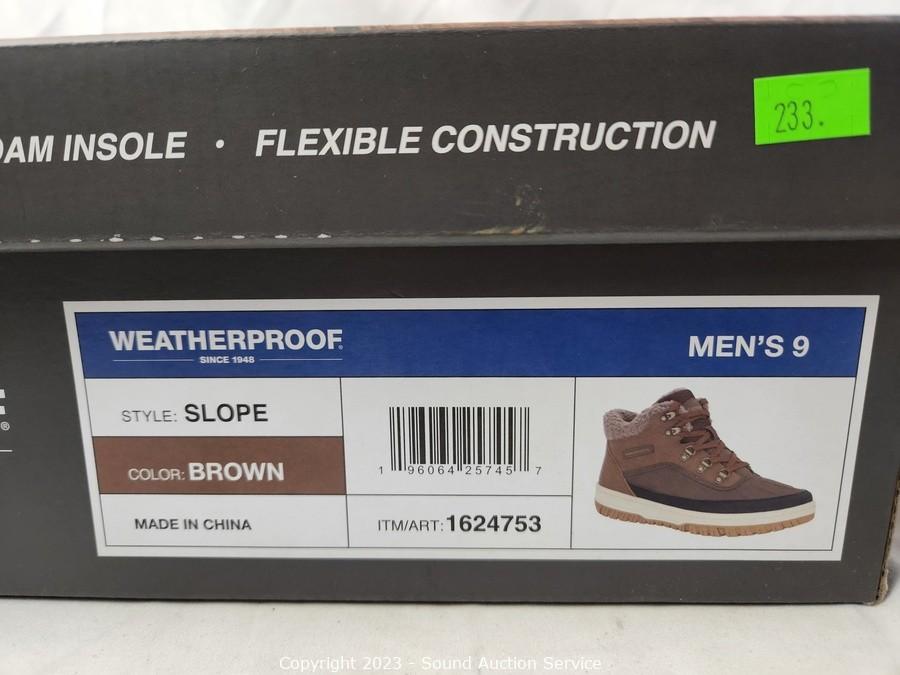 233.
OAM INSOLE • FLEXIBLE CONSTRUCTION
WEATHERPROOF®
SINCE 1948
MEN'S 9
STYLE: SLOPE
COLOR: BROWN
MADE IN CHINA
1 96064 25745 7
ITM/ART: 1624753
®
Copyright 2023 - Sound Auction Service